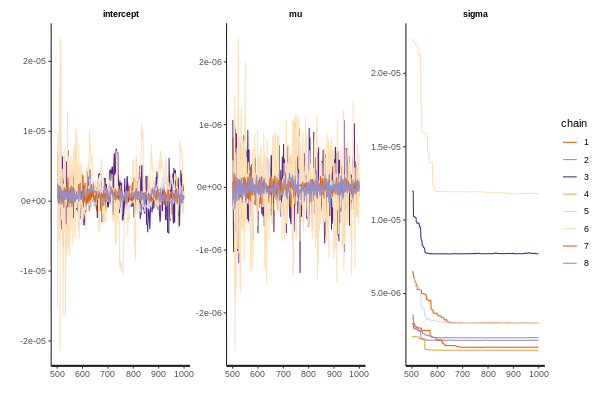 intercept
mu
sigma
2e-05
1e-05
0e+00
-1e-05
-2e-05
500
600
700
800
900
1000
2e-06
1e-06
0e+00
-1e-06
-2e-06
500
600
700
800
900
1000
2.0e-05
1.5e-05
1.0e-05
5.0e-06
500
600
700
800
900
1000
chain
1
2
3
4
5
6
7
8